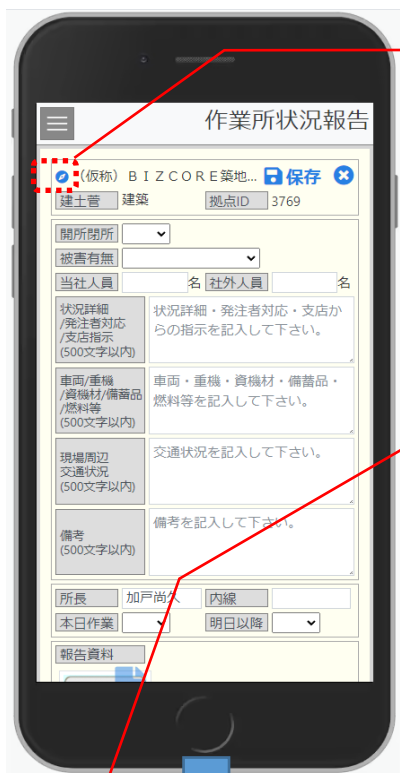 作業所状況報告
(仮称)BIZCORE築地... 保存
建土菅 建築 拠点ID 3769
開所閉所
被害有無
当社人員 名 社外人員 名
状況詳細
/発注者対応
/支店指示
(500文字以内)
状況詳細・発注者対応・支店か
らの指示を記入して下さい。
車両/重機
/資機材/備蓄品
/燃料等
(500文字以内)
車両・重機・資機材・備蓄品・
燃料等を記入して下さい。
現場周辺
交通状況
(500文字以内)
交通状況を記入して下さい。
備考
(500文字以内)
備考を記入して下さい。
所長 加戸尚久 内線
本日作業 明日以降
報告資料